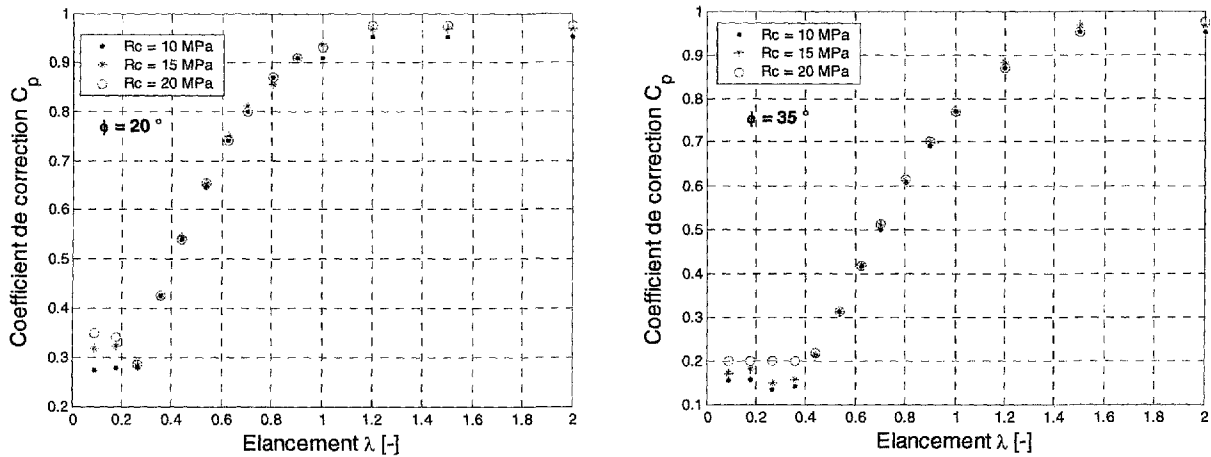 Coefficient de correction C_p
1
0.9
0.8
0.7
0.6
0.5
0.4
0.3
0.2
Rc = 10 MPa
Rc = 15 MPa
Rc = 20 MPa
ϕ = 20 °
0 0.2 0.4 0.6 0.8 1 1.2 1.4 1.6 1.8 2
Elancement λ [-]
Coefficient de correction C_p
1
0.9
0.8
0.7
0.6
0.5
0.4
0.3
0.2
0.1
Rc = 10 MPa
Rc = 15 MPa
Rc = 20 MPa
ϕ = 35 °
0 0.2 0.4 0.6 0.8 1 1.2 1.4 1.6 1.8 2
Elancement λ [-]